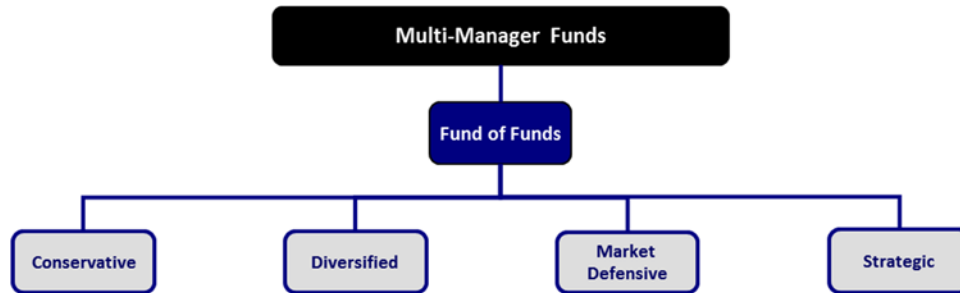 Multi-Manager Funds
Fund of Funds
Conservative
Diversified
Market
Defensive
Strategic